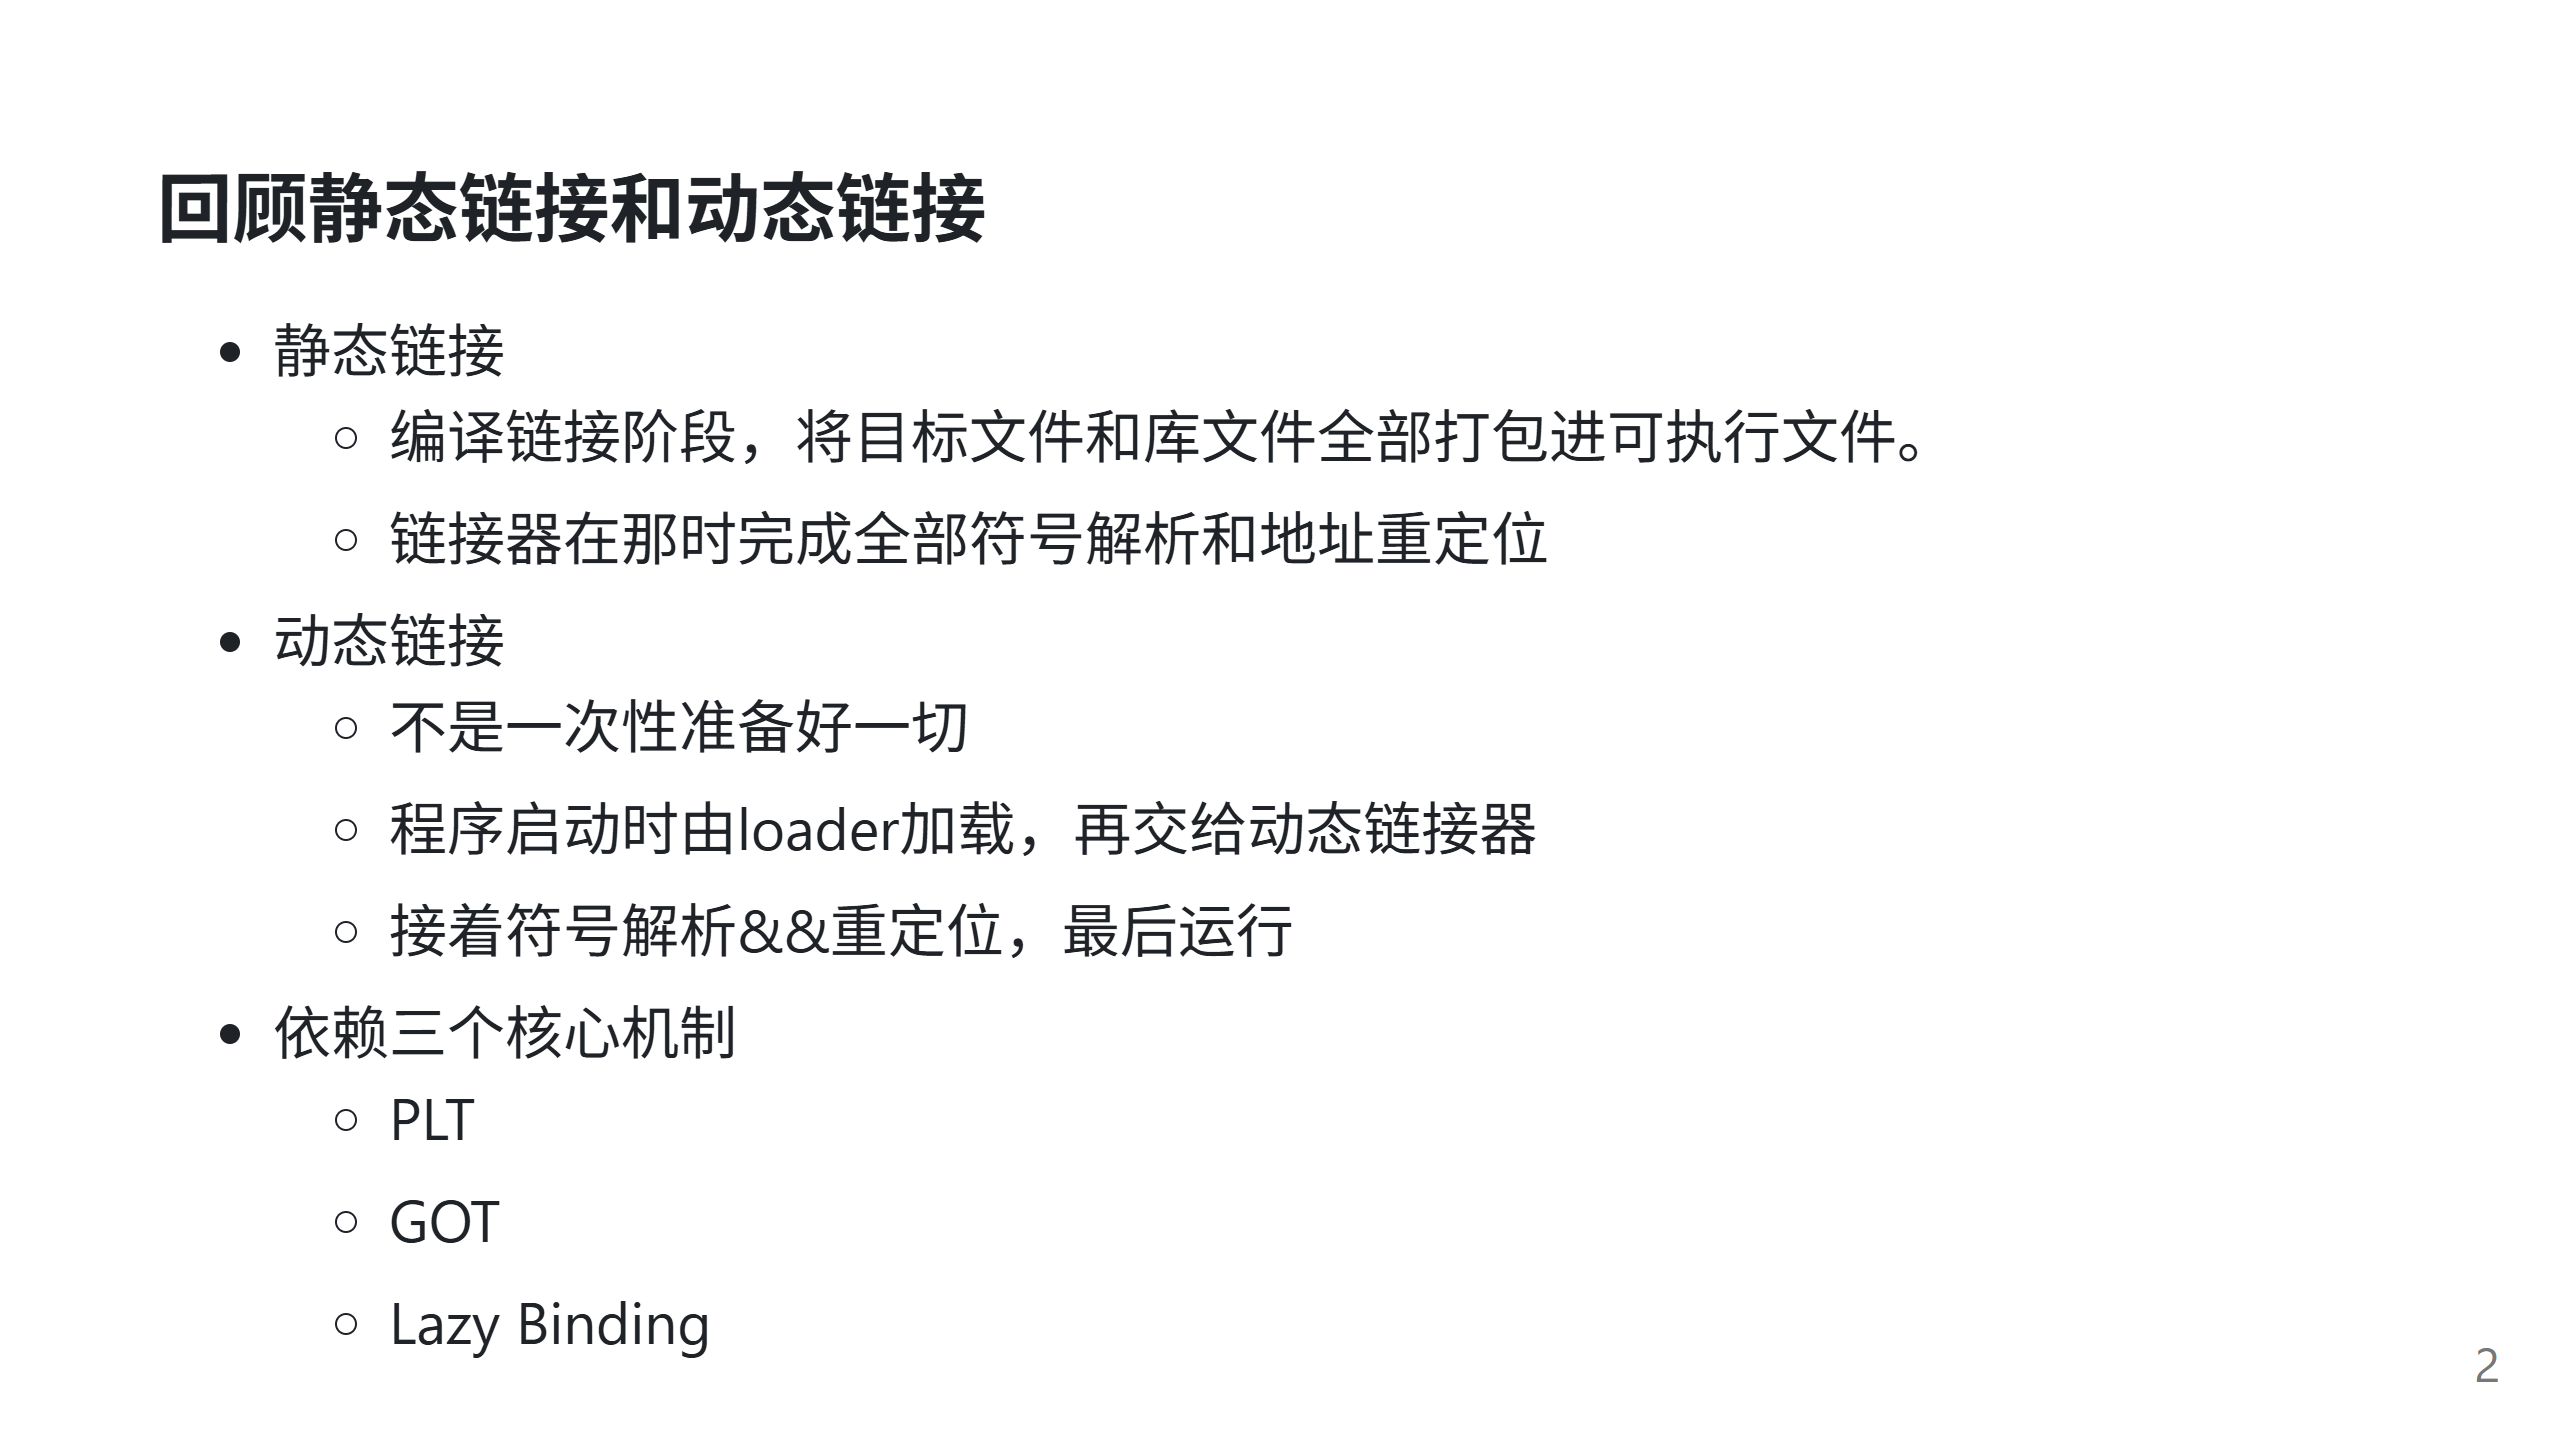 回顾静态链接和动态链接
静态链接
编译链接阶段，将目标文件和库文件全部打包进可执行文件。
链接器在那时完成全部符号解析和地址重定位
动态链接
不是一次性准备好一切
程序启动时由loader加载，再交给动态链接器
接着符号解析&&重定位，最后运行
依赖三个核心机制
PLT
GOT
Lazy Binding
2